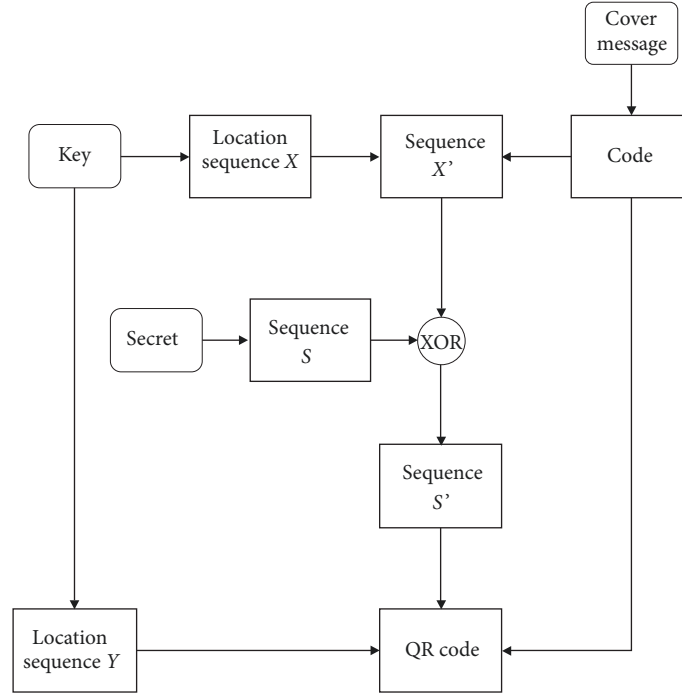 Cover
message
Key
Location
sequence X
Sequence
X’
Code
Secret
Sequence
S
XOR
Sequence
S’
Location
sequence Y
QR code